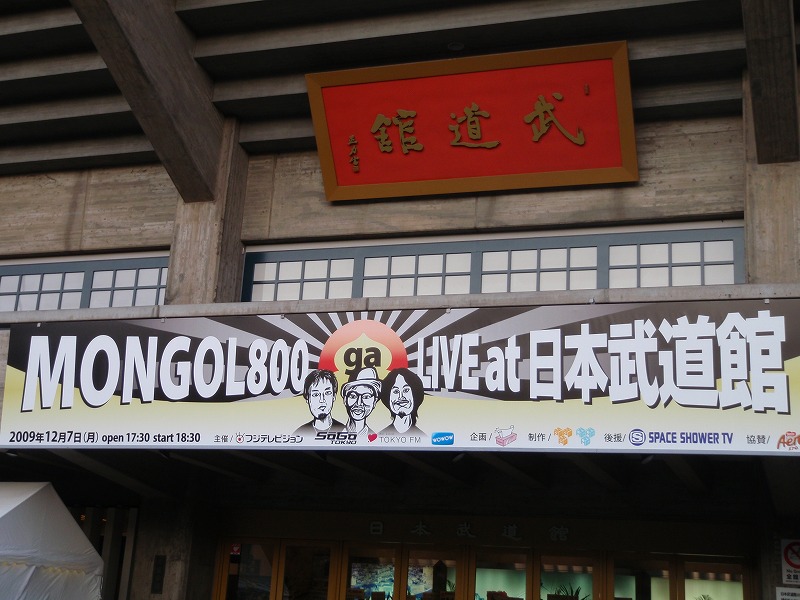 武道館
MONGOL800 ga LIVE at 日本武道館
2009年12月7日(月) open 17:30 start 18:30 主催/フジテレビジョン SOGO TOKYO TOKYO FM WOWOW 企画/ 制作/ 後援/ SPACE SHOWER TV 協賛/
日本武道館